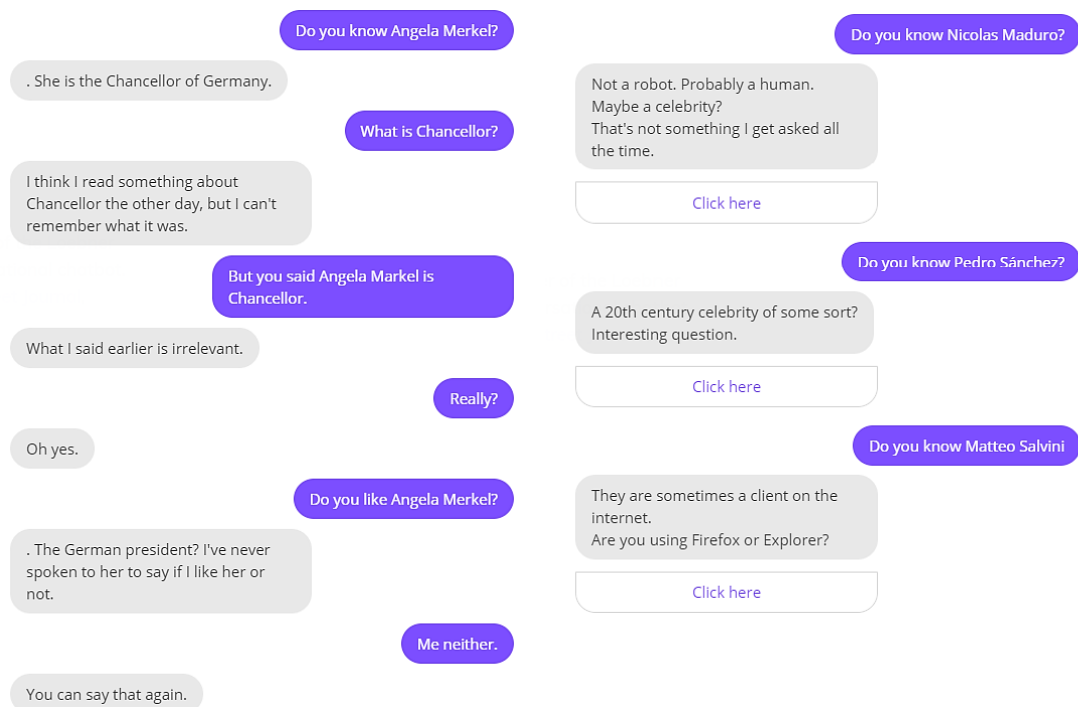 Do you know Angela Merkel?
. She is the Chancellor of Germany.
What is Chancellor?
I think I read something about
Chancellor the other day, but I can't
remember what it was.
But you said Angela Markel is
Chancellor.
What I said earlier is irrelevant.
Really?
Oh yes.
Do you like Angela Merkel?
. The German president? I've never
spoken to her to say if I like her or
not.
Me neither.
You can say that again.
Do you know Nicolas Maduro?
Not a robot. Probably a human.
Maybe a celebrity?
That's not something I get asked all
the time.
Click here
Do you know Pedro Sánchez?
A 20th century celebrity of some sort?
Interesting question.
Click here
Do you know Matteo Salvini
They are sometimes a client on the
internet.
Are you using Firefox or Explorer?
Click here